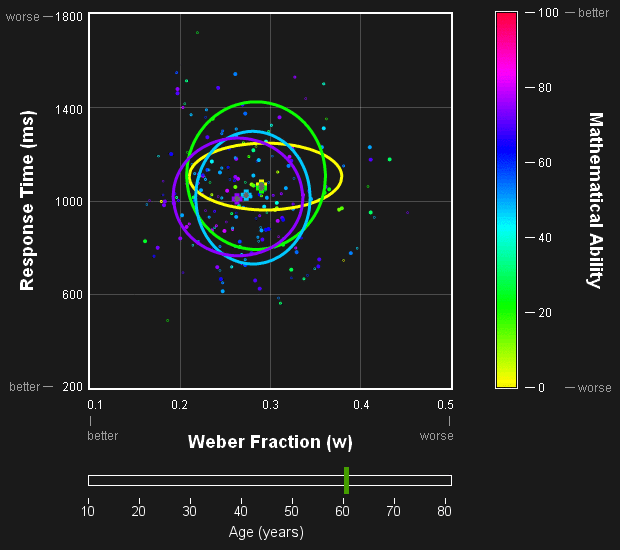 worse
1800
1400
1000
600
200
better
Response Time (ms)
0.1
0.2
0.3
0.4
0.5
better
worse
Weber Fraction (w)
10
20
30
40
50
60
70
80
Age (years)
100
better
80
60
40
20
0
worse
Mathematical Ability